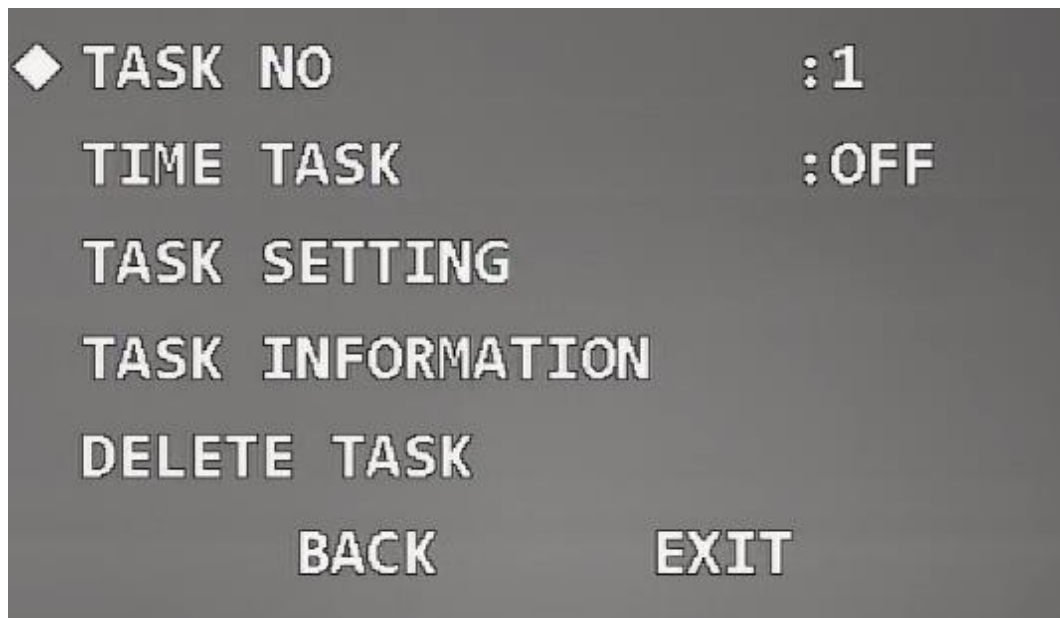 TASK NO :1
TIME TASK :OFF
TASK SETTING
TASK INFORMATION
DELETE TASK
BACK EXIT